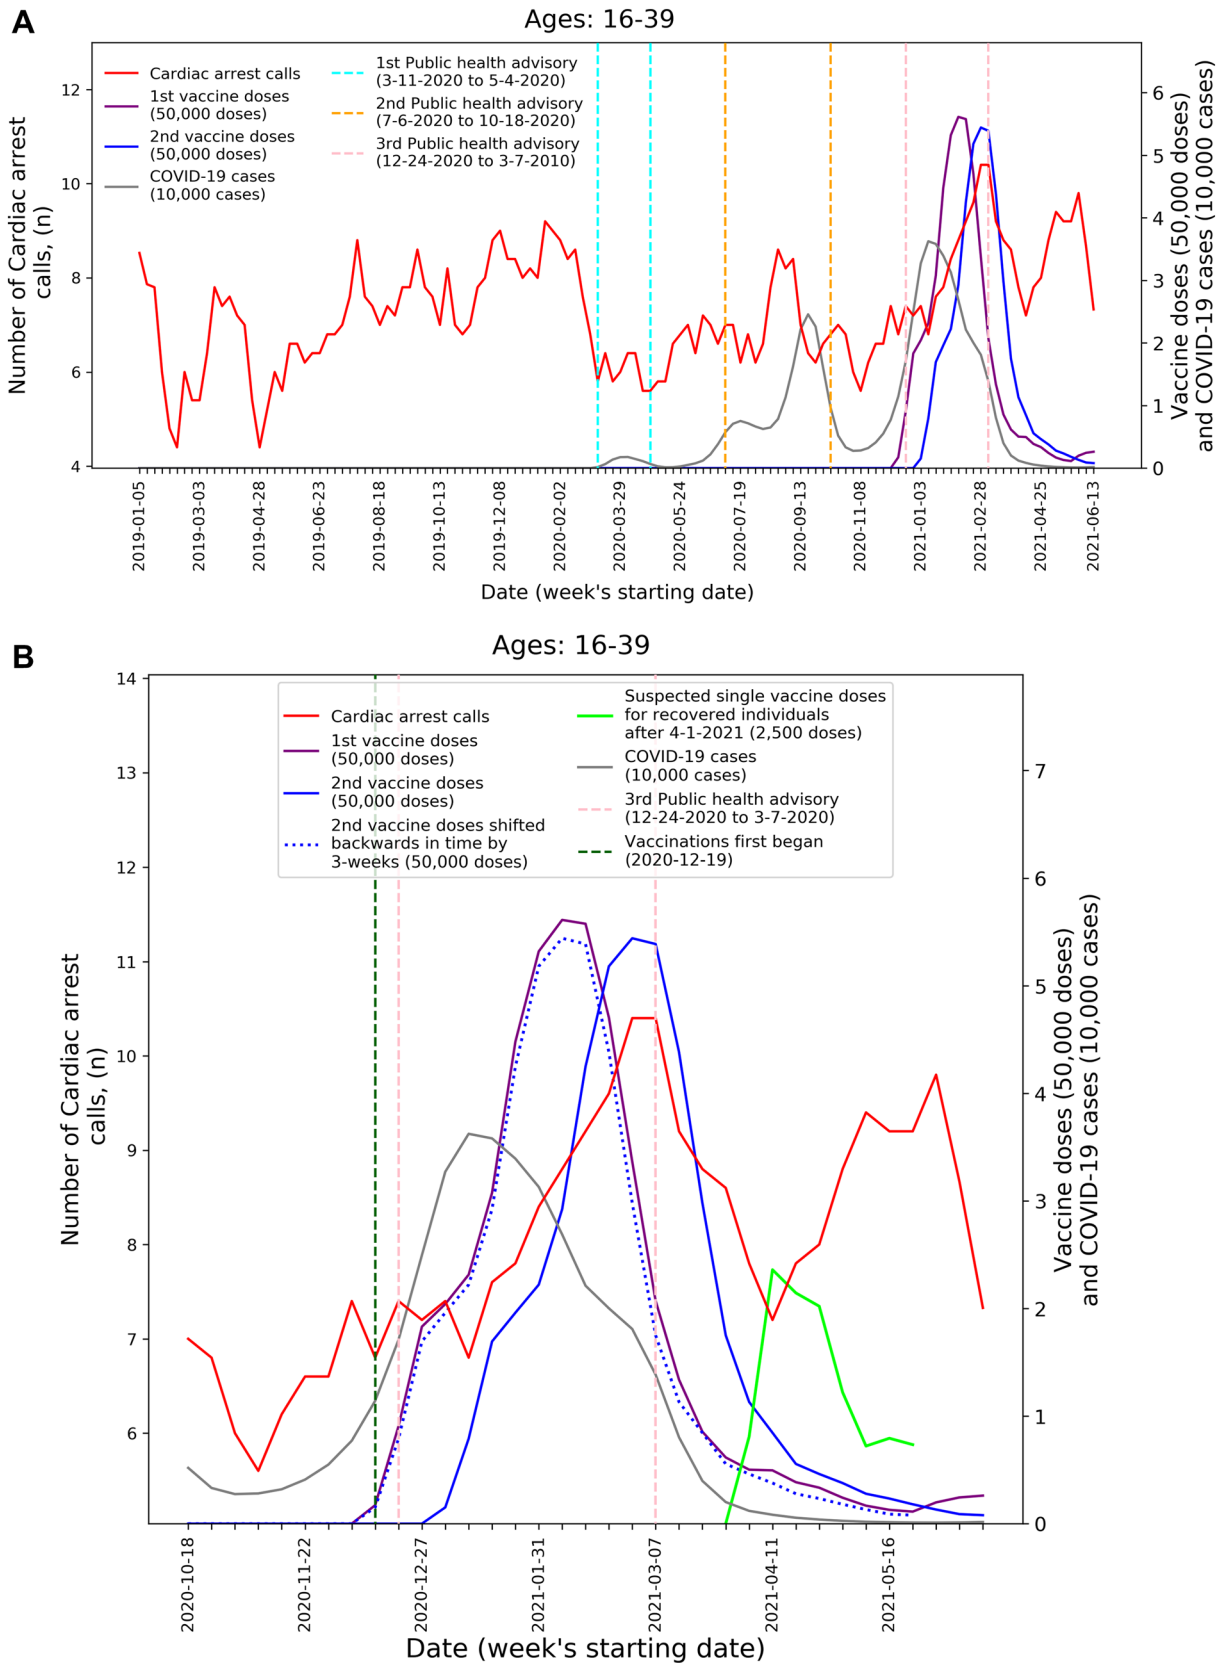 A
Ages: 16-39
Cardiac arrest calls
1st vaccine doses
(50,000 doses)
2nd vaccine doses
(50,000 doses)
COVID-19 cases
(10,000 cases)
1st Public health advisory
(3-11-2020 to 5-4-2020)
2nd Public health advisory
(7-6-2020 to 10-18-2020)
3rd Public health advisory
(12-24-2020 to 3-7-2010)
Number of Cardiac arrest
calls, (n)
12
10
8
6
4
6
5
4
3
2
1
0
Vaccine doses (50,000 doses)
and COVID-19 cases (10,000 cases)
2019-01-05
2019-03-03
2019-04-28
2019-06-23
2019-08-18
2019-10-13
2019-12-08
2020-02-02
2020-03-29
2020-05-24
2020-07-19
2020-09-13
2020-11-08
2021-01-03
2021-02-28
2021-04-25
2021-06-13
Date (week's starting date)
B
Ages: 16-39
Cardiac arrest calls
1st vaccine doses
(50,000 doses)
2nd vaccine doses
(50,000 doses)
2nd vaccine doses shifted
backwards in time by
3-weeks (50,000 doses)
Suspected single vaccine doses
for recovered individuals
after 4-1-2021 (2,500 doses)
COVID-19 cases
(10,000 cases)
3rd Public health advisory
(12-24-2020 to 3-7-2020)
Vaccinations first began
(2020-12-19)
Number of Cardiac arrest
calls, (n)
14
13
12
11
10
9
8
7
6
7
6
5
4
3
2
1
0
Vaccine doses (50,000 doses)
and COVID-19 cases (10,000 cases)
2020-10-18
2020-11-22
2020-12-27
2021-01-31
2021-03-07
2021-04-11
2021-05-16
Date (week's starting date)